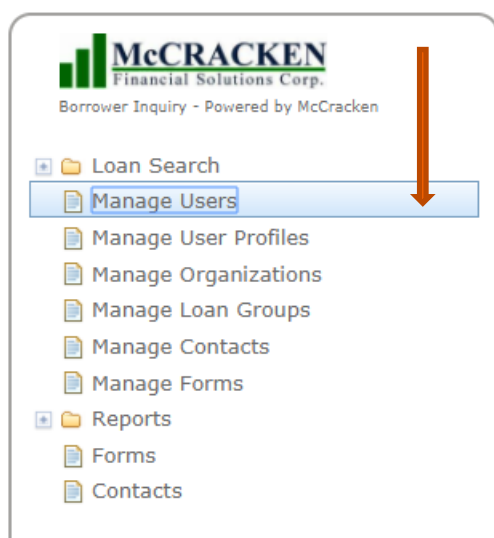 McCRACKEN
Financial Solutions Corp.
Borrower Inquiry - Powered by McCracken
Loan Search
Manage Users
Manage User Profiles
Manage Organizations
Manage Loan Groups
Manage Contacts
Manage Forms
Reports
Forms
Contacts